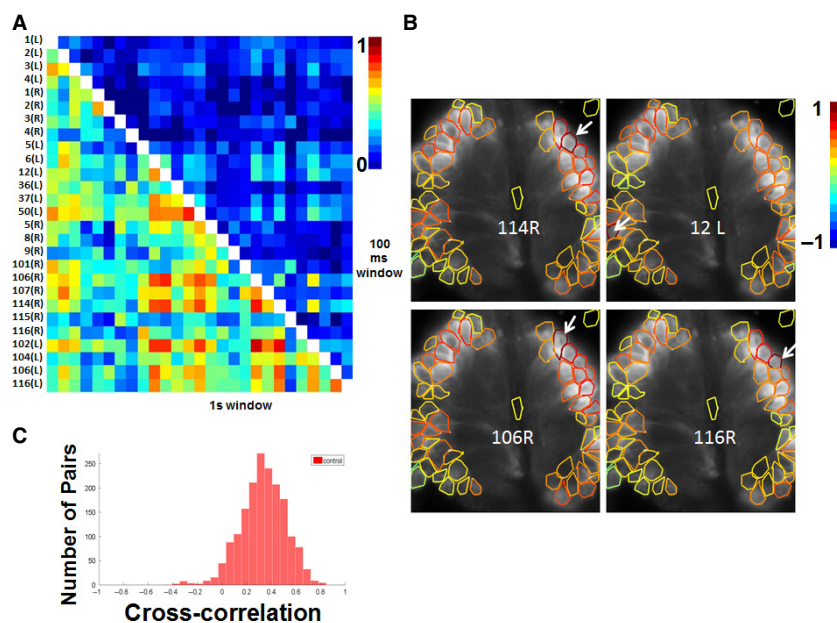 A
1(L)
2(L)
3(L)
4(L)
1(R)
2(R)
3(R)
4(R)
5(L)
6(L)
12(L)
36(L)
37(L)
50(L)
5(R)
8(R)
9(R)
101(R)
106(R)
107(R)
114(R)
115(R)
116(R)
102(L)
104(L)
106(L)
116(L)
1
0
100
ms
window
1s window
B
114R
12 L
106R
116R
1
–1
C
Number of Pairs
250
200
150
100
50
0
−1
−0.8
−0.6
−0.4
−0.2
0
0.2
0.4
0.6
0.8
1
control
Cross-correlation